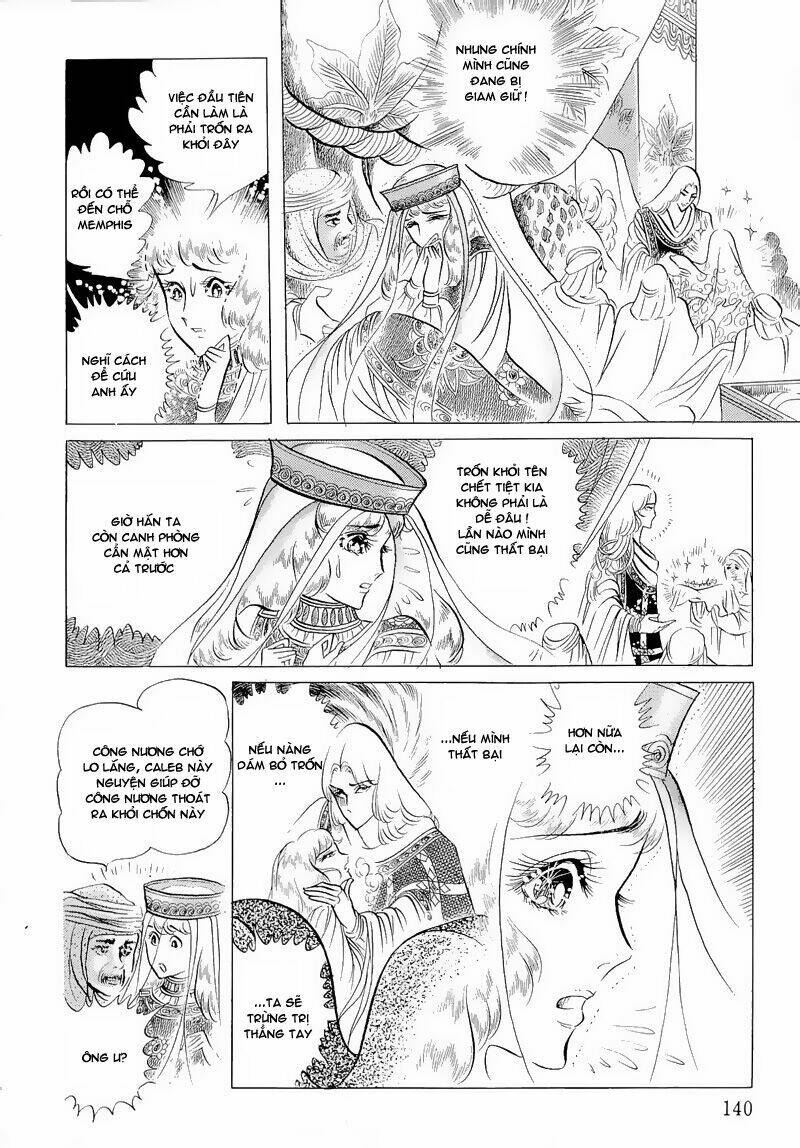 NHƯNG CHÍNH
MÌNH CŨNG
ĐANG BỊ
GIAM GIỮ !
VIỆC ĐẦU TIÊN
CẦN LÀM LÀ
PHẢI TRỐN RA
KHỎI ĐÂY
RỒI CÓ THỂ
ĐẾN CHỖ
MEMPHIS
NGHĨ CÁCH
ĐỂ CỨU
ANH ẤY
TRỐN KHỎI TÊN
CHẾT TIỆT KIA
KHÔNG PHẢI LÀ
DỄ ĐÂU !
LẦN NÀO MÌNH
CŨNG THẤT BẠI
GIỜ HẮN TA
CÒN CANH PHÒNG
CẨN MẬT HƠN
CẢ TRƯỚC
HƠN NỮA
LẠI CÒN...
...NẾU MÌNH
THẤT BẠI
NẾU NÀNG
DÁM BỎ TRỐN
...
...TA SẼ
TRỪNG TRỊ
THẲNG TAY
CÔNG NƯƠNG CHỚ
LO LẮNG, CALEB NÀY
NGUYỆN GIÚP ĐỠ
CÔNG NƯƠNG THOÁT
RA KHỎI CHỐN NÀY
ÔNG Ư?
140